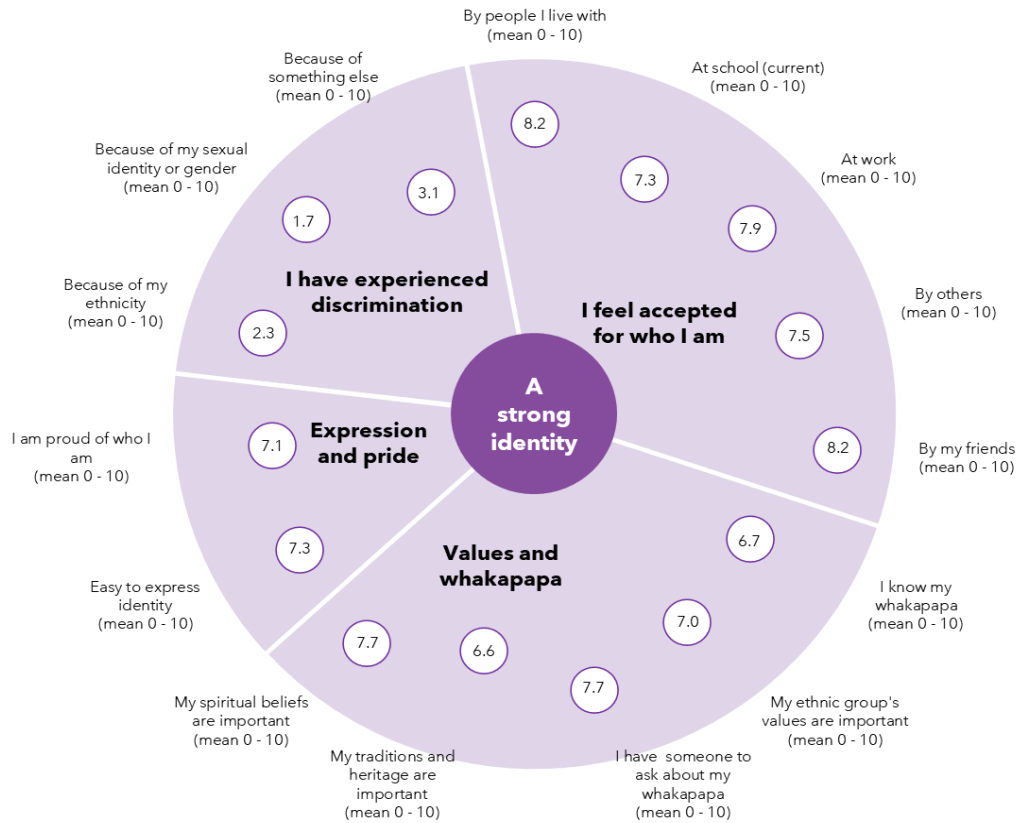 By people I live with
(mean 0 - 10)
At school (current)
(mean 0 - 10)
At work
(mean 0 - 10)
By others
(mean 0 - 10)
By my friends
(mean 0 - 10)
I know my
whakapapa
(mean 0 - 10)
My ethnic group's
values are important
(mean 0 - 10)
I have  someone to
ask about my
whakapapa
(mean 0 - 10)
My traditions and
heritage are
important
(mean 0 - 10)
My spiritual beliefs
are important
(mean 0 - 10)
Easy to express
identity
(mean 0 - 10)
I am proud of who I
am
(mean 0 - 10)
Because of my
ethnicity
(mean 0 - 10)
Because of my sexual
identity or gender
(mean 0 - 10)
Because of
something else
(mean 0 - 10)
8.2
7.3
7.9
7.5
8.2
I feel accepted
for who I am
6.7
7.0
7.7
6.6
7.7
Values and
whakapapa
7.3
7.1
Expression
and pride
2.3
1.7
3.1
I have experienced
discrimination
A
strong
identity